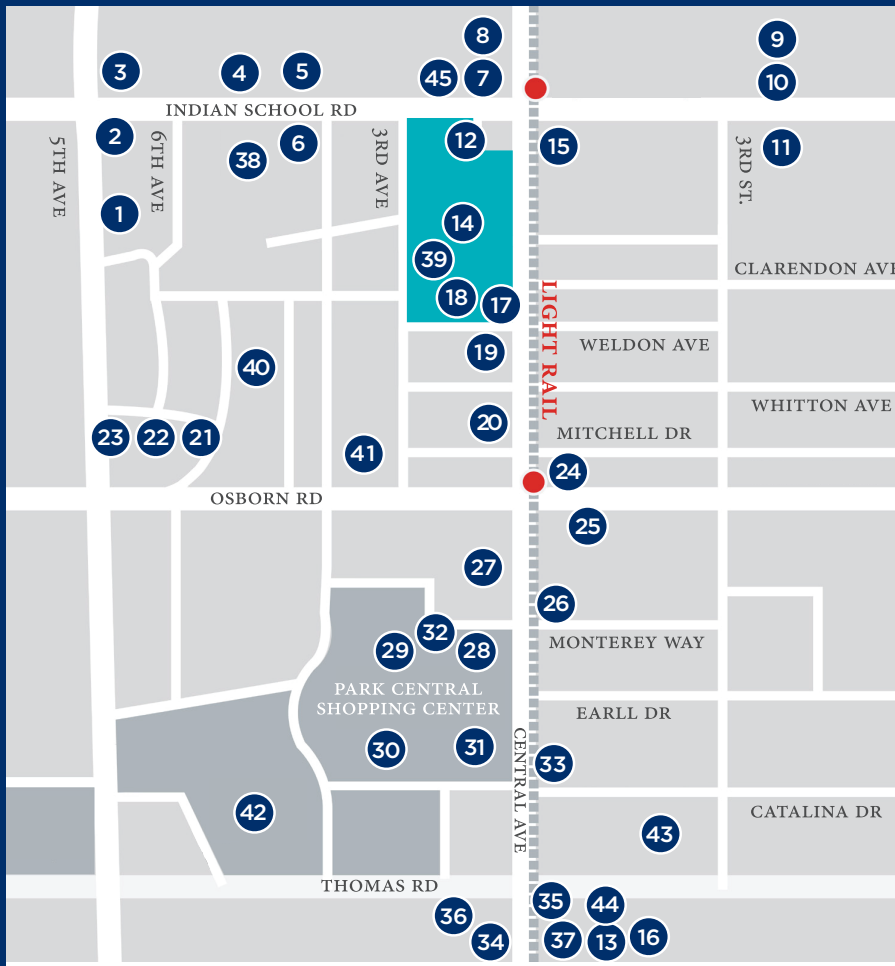 8
9
3
4
5
45
7
10
INDIAN SCHOOL RD
2
6
12
15
11
38
5TH AVE
6TH AVE
3RD AVE
3RD ST.
1
14
39
CLARENDON AVE
18
17
LIGHT RAIL
19
WELDON AVE
40
WHITTON AVE
20
MITCHELL DR
23
22
21
41
24
OSBORN RD
25
27
26
32
29
28
MONTEREY WAY
PARK CENTRAL
SHOPPING CENTER
EARLL DR
30
31
CENTRAL AVE
33
42
43
CATALINA DR
THOMAS RD
35
44
36
34
37
13
16